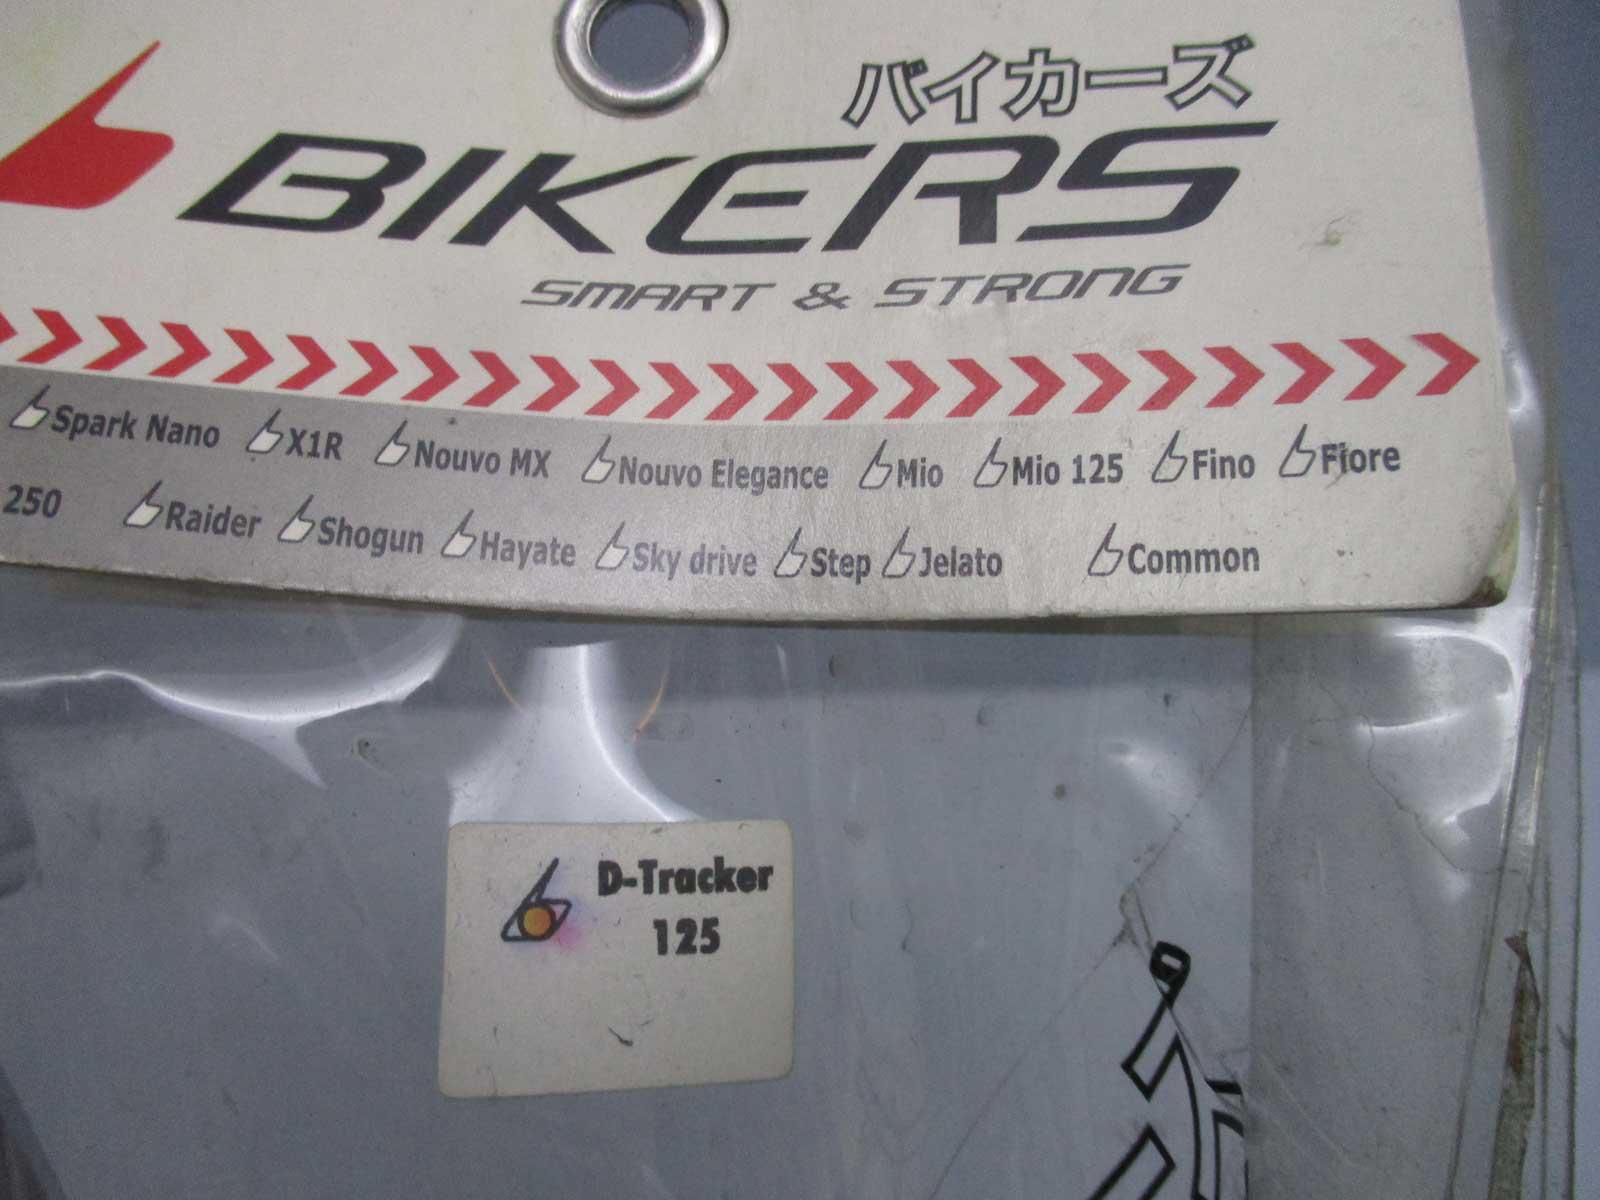 バイカーズ
BIKERS
SMART & STRONG
Spark Nano X1R Nouvo MX Nouvo Elegance Mio Mio 125 Fino Fiore
250 Raider Shogun Hayate Sky drive Step Jelato Common
D-Tracker
125